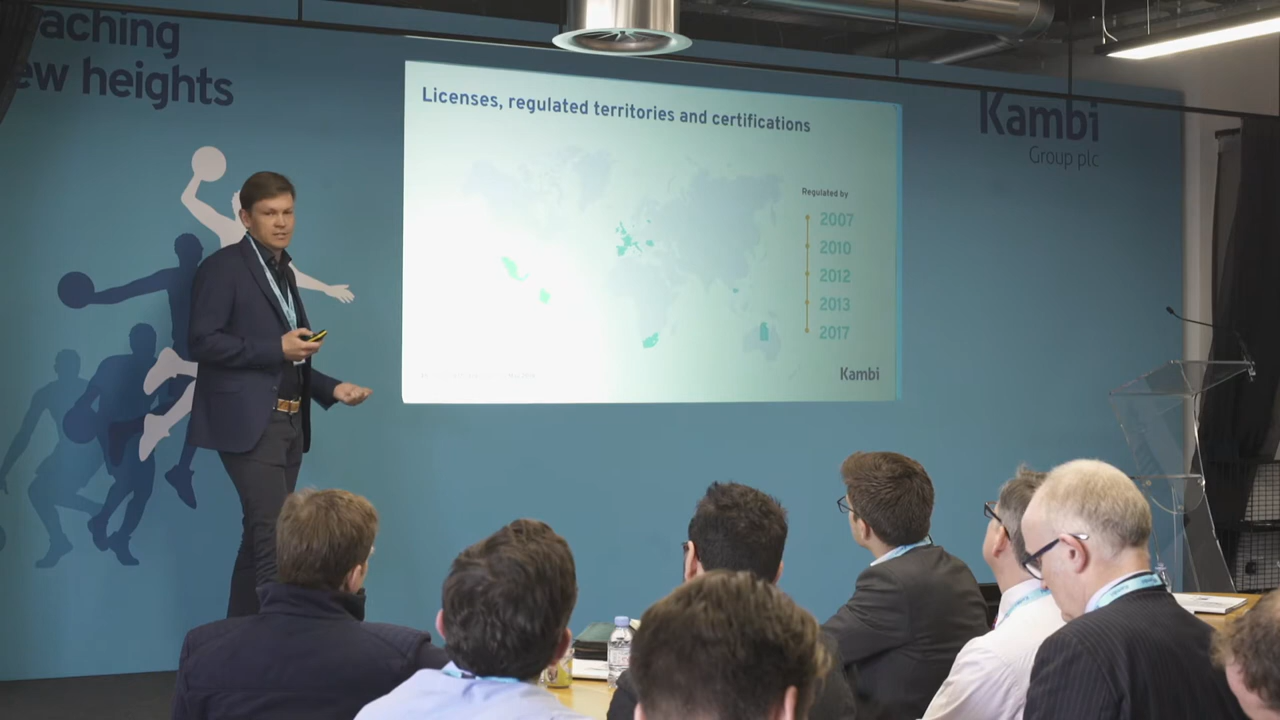 aching
ew heights
Licenses, regulated territories and certifications
Regulated by
2007
2010
2012
2013
2017
Kambi
Kambi
Group plc